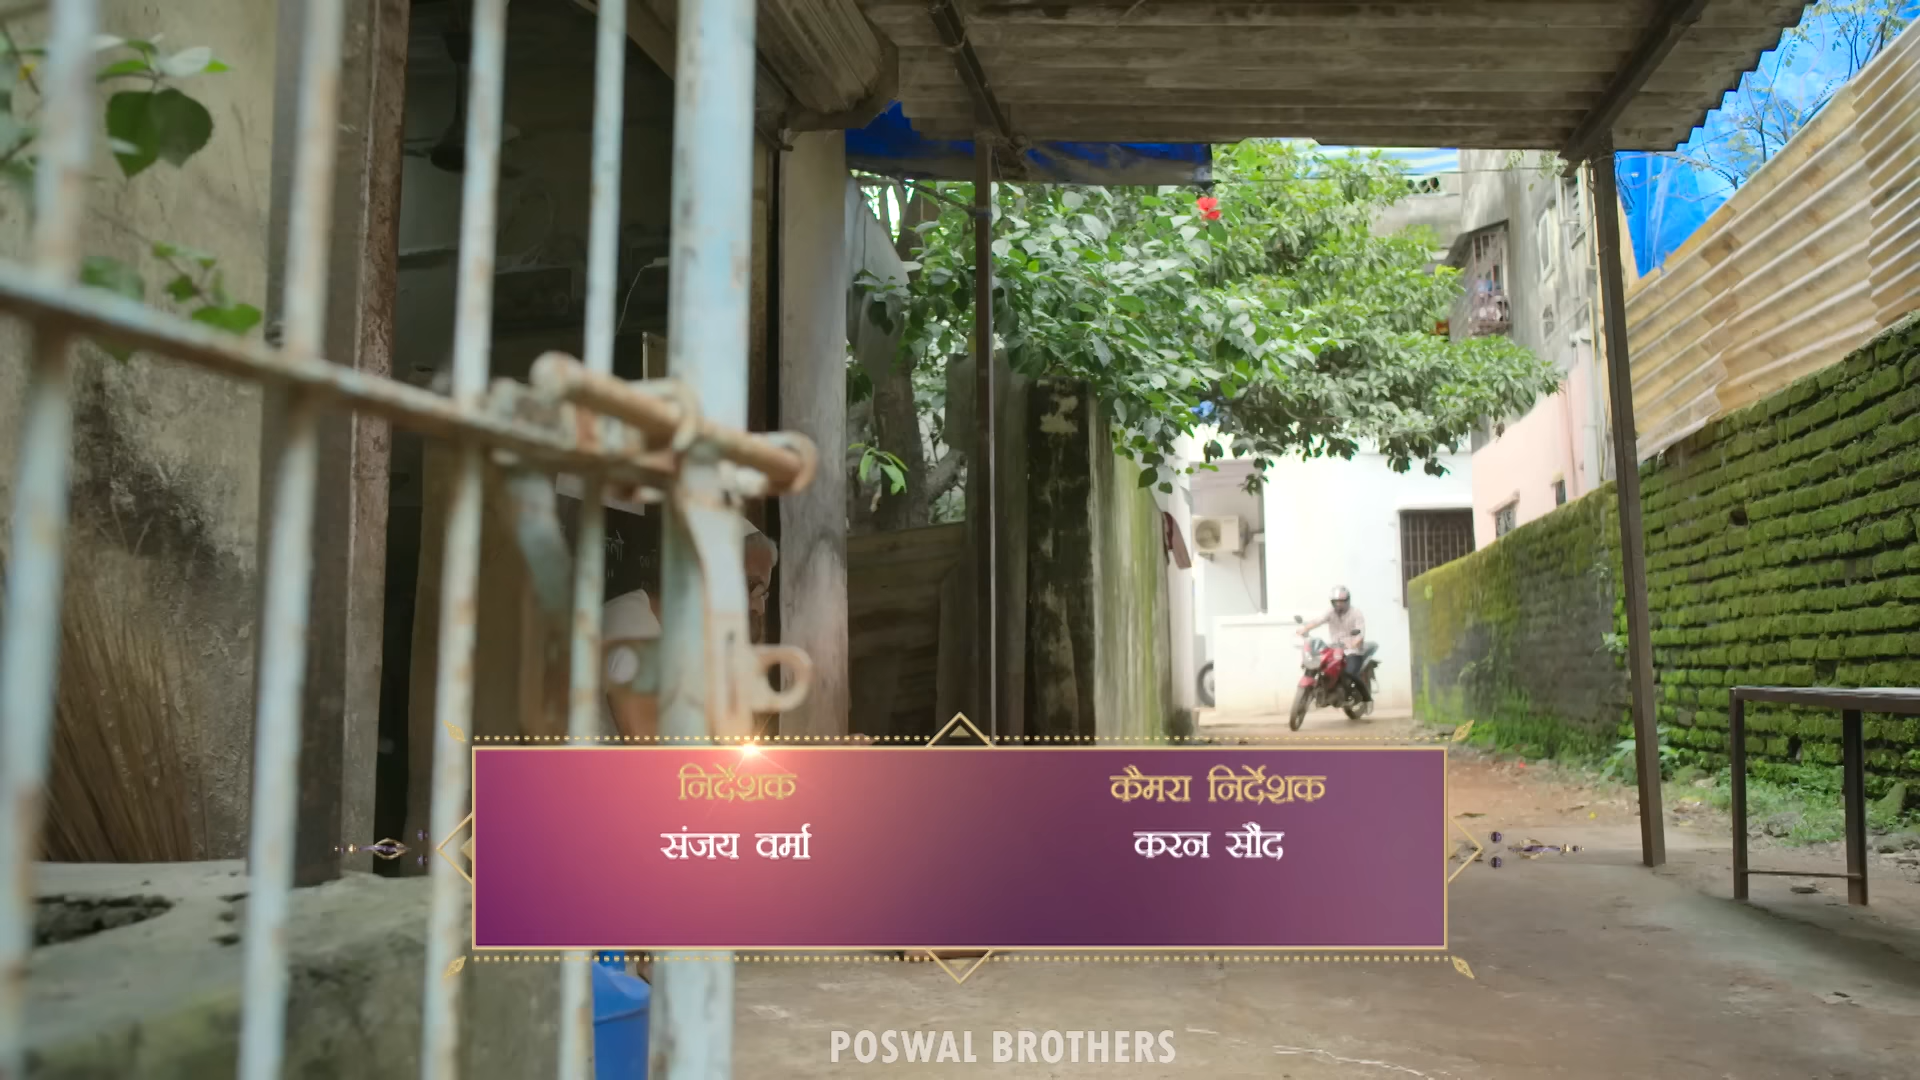 निर्देशक
संजय वर्मा
कैमरा निर्देशक
करन सौद
POSWAL BROTHERS